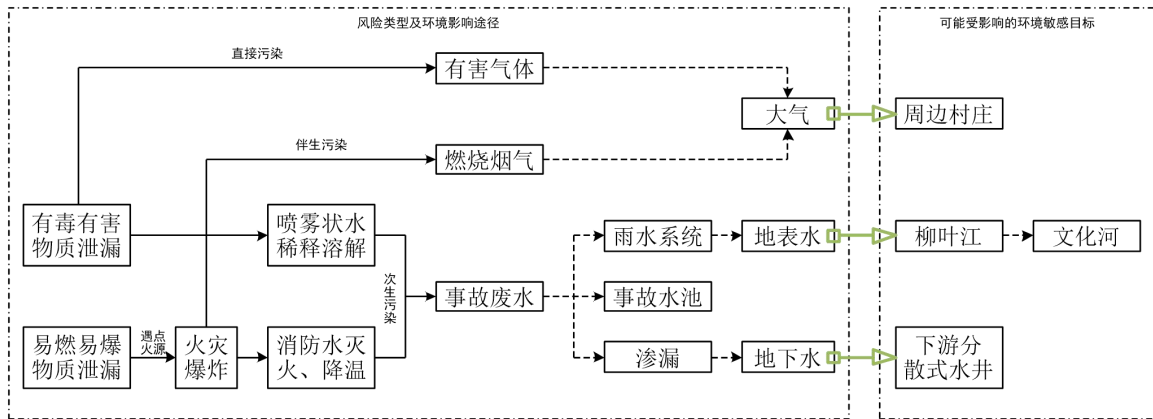 风险类型及环境影响途径
可能受影响的环境敏感目标
直接污染
有害气体
大气
周边村庄
伴生污染
燃烧烟气
有毒有害
物质泄漏
喷雾状水
稀释溶解
雨水系统
地表水
柳叶江
文化河
次生污染
事故废水
事故水池
易燃易爆
物质泄漏
遇点
火源
火灾
爆炸
消防水灭
火、降温
渗漏
地下水
下游分
散式水井